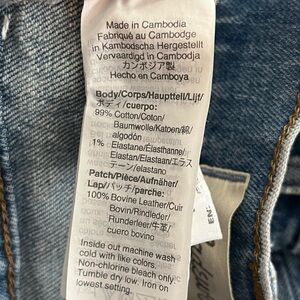 Made in Cambodia
Fabriqué au Cambodge
in Kambodscha Hergestellt
Vervaardigd in Cambodja
カンボジア製
Hecho en Camboya
Body/Corps/Hauptteil/Lijf/
ボディ/cuerpo:
99% Cotton/Coton/
Baumwolle/Katoen/綿/
algodón
1% Elastane/Élasthanne/
Elastan/Elastaan/エラス
テーン/elastano
Patch/Pièce/Aufnäher/
Lap/パッチ/parche:
100% Bovine Leather/Cuir
Bovin/Rindleder/
Runderleer/牛革/
cuero bovino
Inside out machine wash
cold with like colors.
Non-chlorine bleach only.
Tumble dry low. Iron on